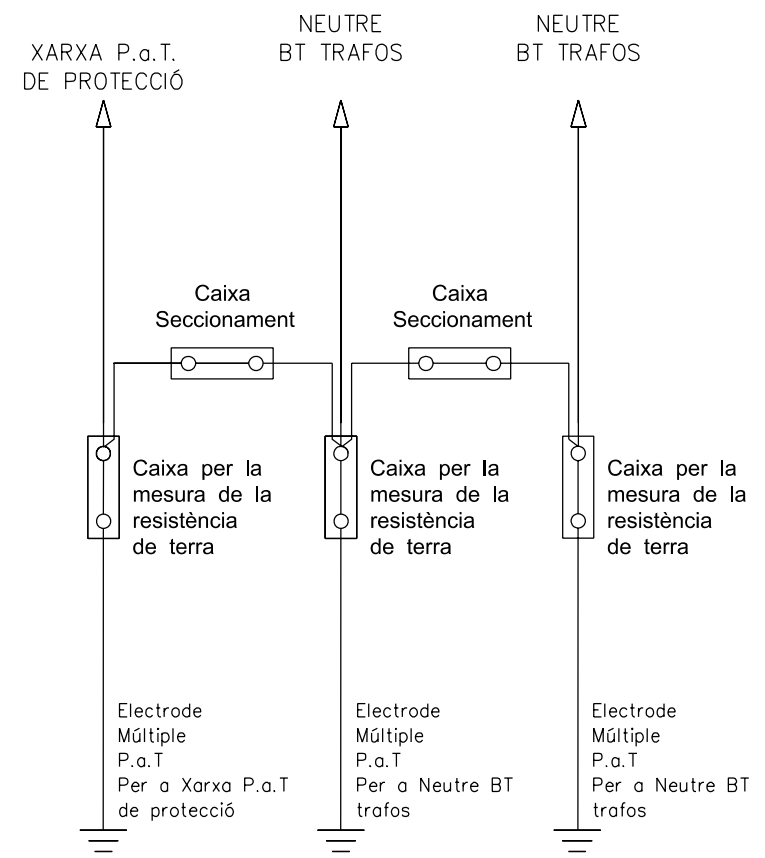 XARXA P.a.T.
DE PROTECCIÓ
NEUTRE
BT TRAFOS
NEUTRE
BT TRAFOS
Caixa
Seccionament
Caixa
Seccionament
Caixa per la
mesura de la
resistència
de terra
Caixa per la
mesura de la
resistència
de terra
Caixa per la
mesura de la
resistència
de terra
Electrode
Múltiple
P.a.T
Per a Xarxa P.a.T
de protecció
Electrode
Múltiple
P.a.T
Per a Neutre BT
trafos
Electrode
Múltiple
P.a.T
Per a Neutre BT
trafos